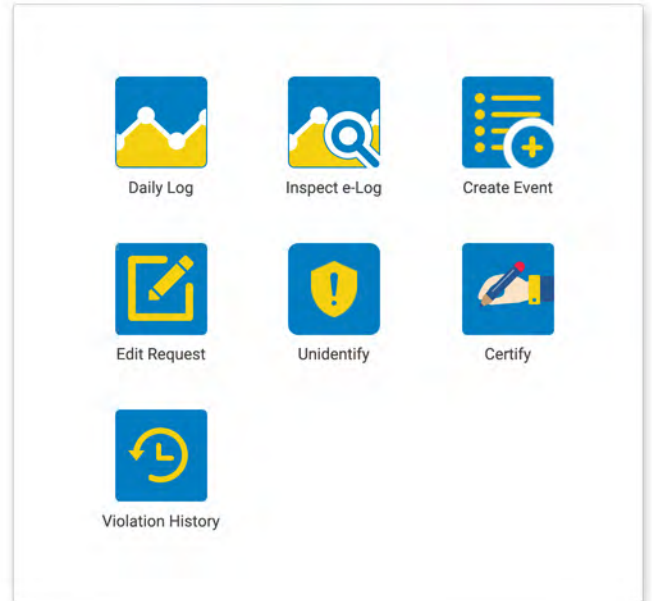 Daily Log
Inspect e-Log
Create Event
Edit Request
Unidentify
Certify
Violation History